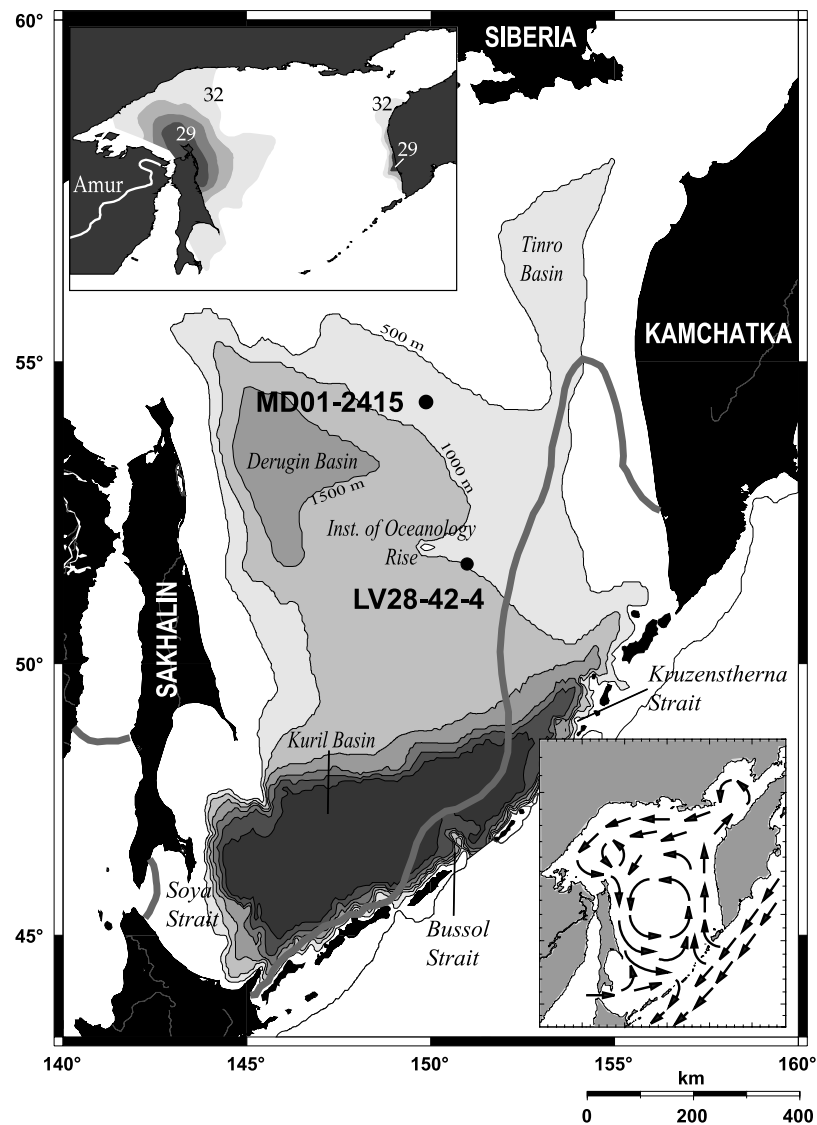 60°
SIBERIA
32
29
32
29
Amur
Tinro
Basin
KAMCHATKA
500 m
55°
MD01-2415
1000 m
Derugin Basin
1500 m
Inst. of Oceanology
Rise
LV28-42-4
SAKHALIN
50°
Kruzenstherna
Strait
Kuril Basin
Soya
Strait
Bussol
Strait
45°
140°
145°
150°
155°
160°
km
0
200
400